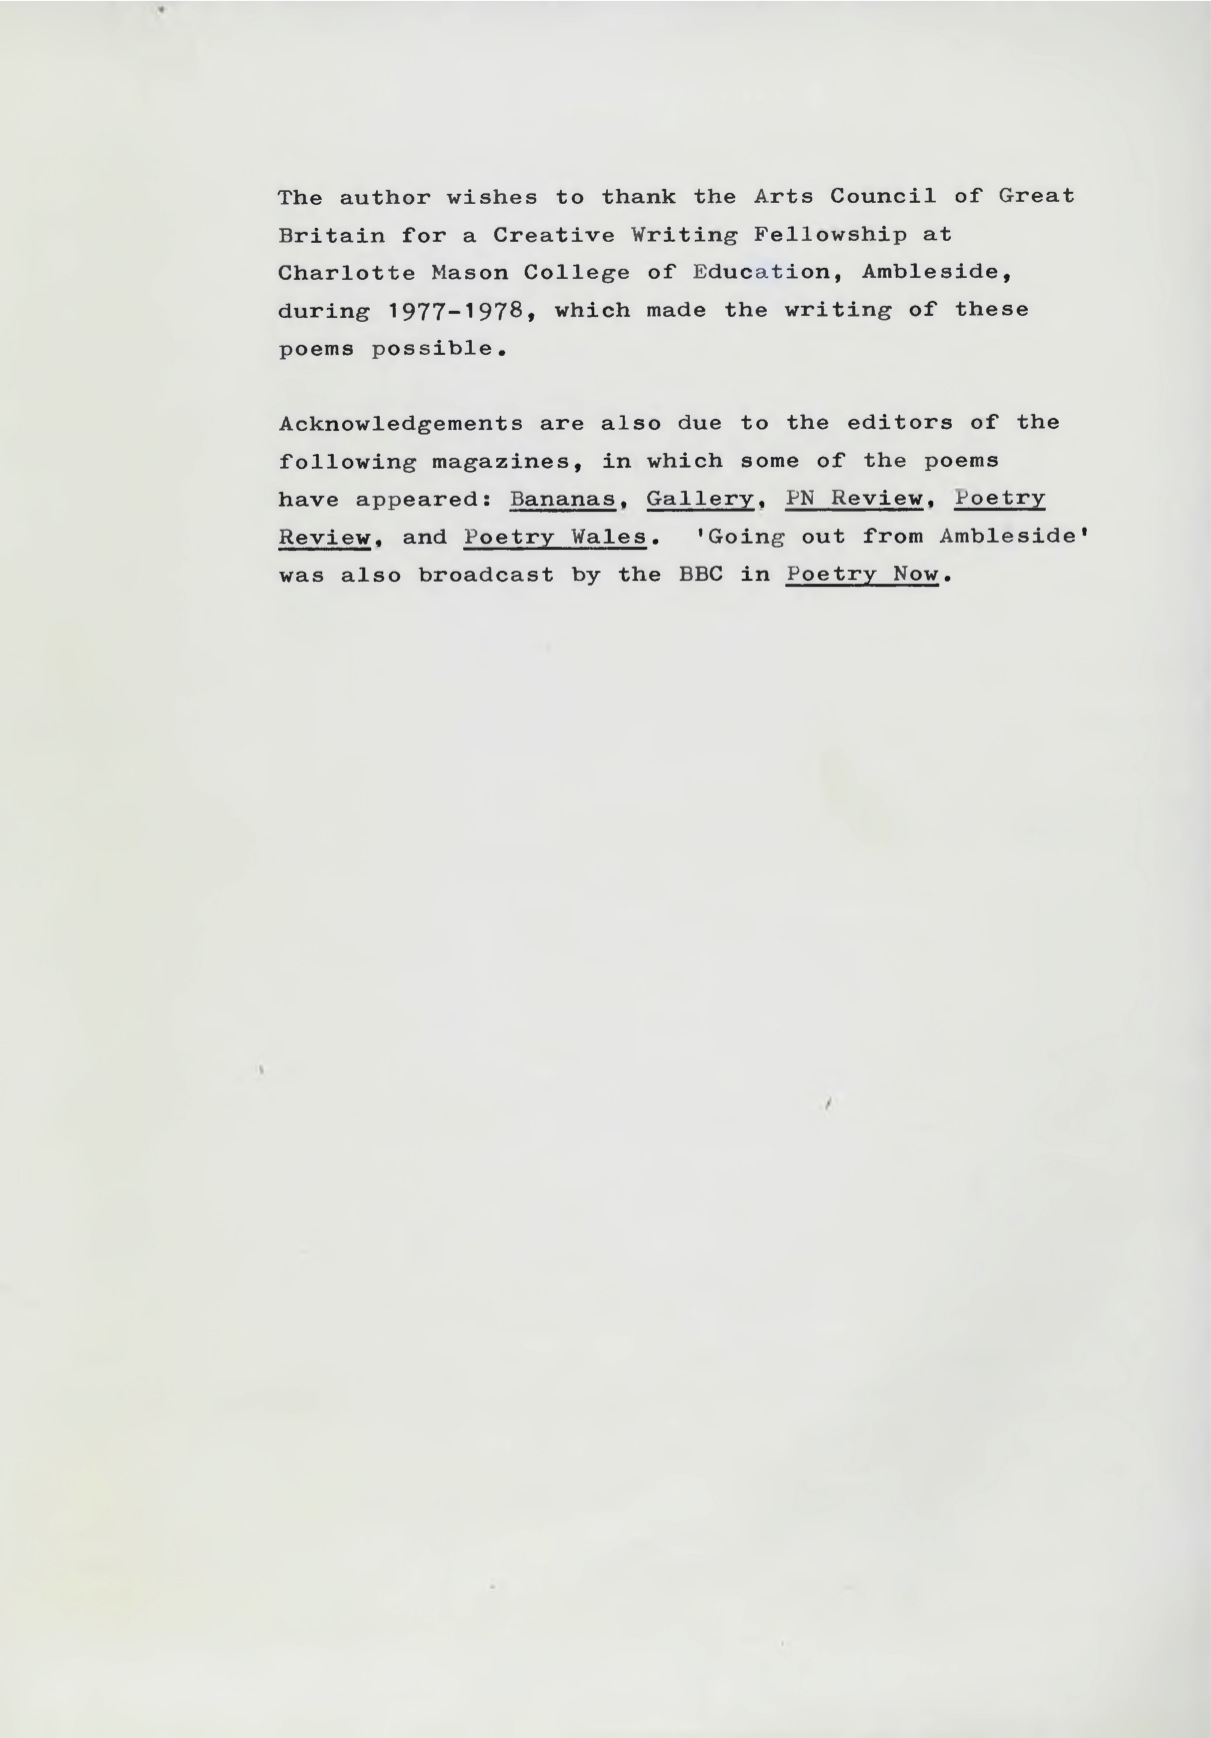 The author wishes to thank the Arts Council of Great
Britain for a Creative Writing Fellowship at
Charlotte Mason College of Education, Ambleside,
during 1977-1978, which made the writing of these
poems possible.
Acknowledgements are also due to the editors of the
following magazines, in which some of the poems
have appeared: Bananas, Gallery, PN Review, Poetry
Review, and Poetry Wales. 'Going out from Ambleside'
was also broadcast by the BBC in Poetry Now.